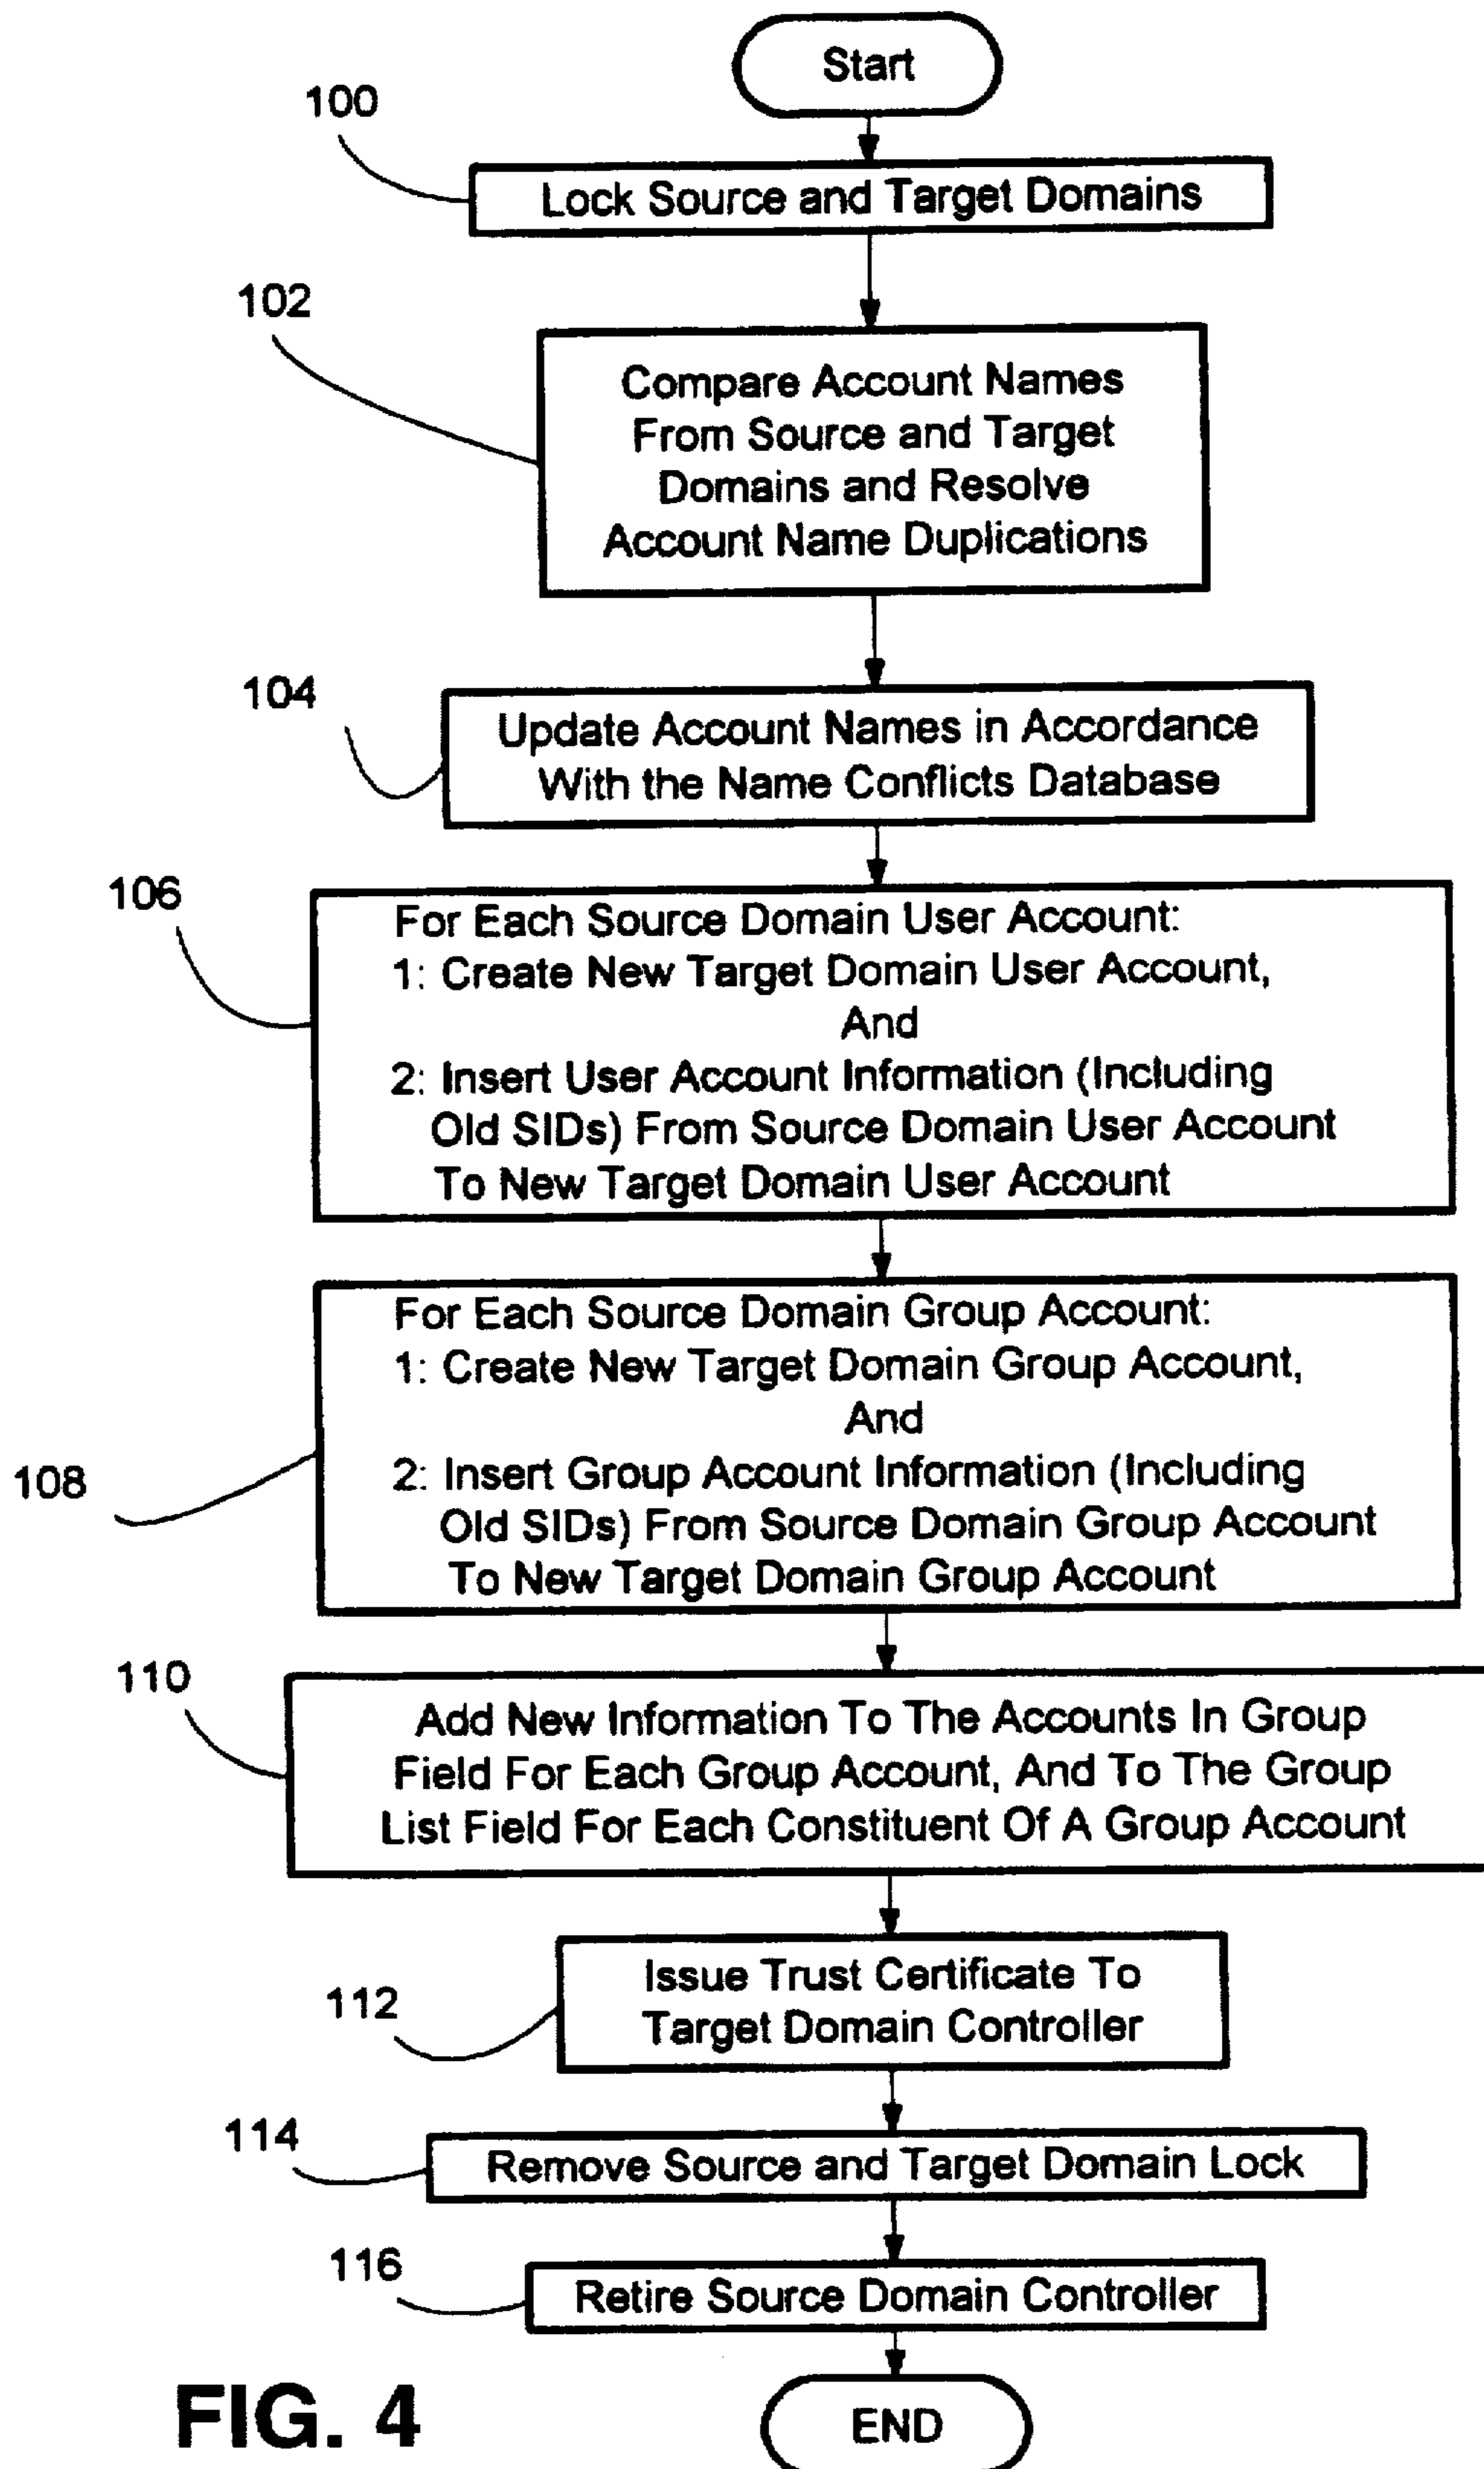 Start
100
Lock Source and Target Domains
102
Compare Account Names
From Source and Target
Domains and Resolve
Account Name Duplications
104
Update Account Names in Accordance
With the Name Conflicts Database
106
For Each Source Domain User Account:
1: Create New Target Domain User Account,
And
2: Insert User Account Information (Including
Old SIDs) From Source Domain User Account
To New Target Domain User Account
108
For Each Source Domain Group Account:
1: Create New Target Domain Group Account,
And
2: Insert Group Account Information (Including
Old SIDs) From Source Domain Group Account
To New Target Domain Group Account
110
Add New Information To The Accounts In Group
Field For Each Group Account, And To The Group
List Field For Each Constituent Of A Group Account
112
Issue Trust Certificate To
Target Domain Controller
114
Remove Source and Target Domain Lock
116
Retire Source Domain Controller
END
FIG. 4